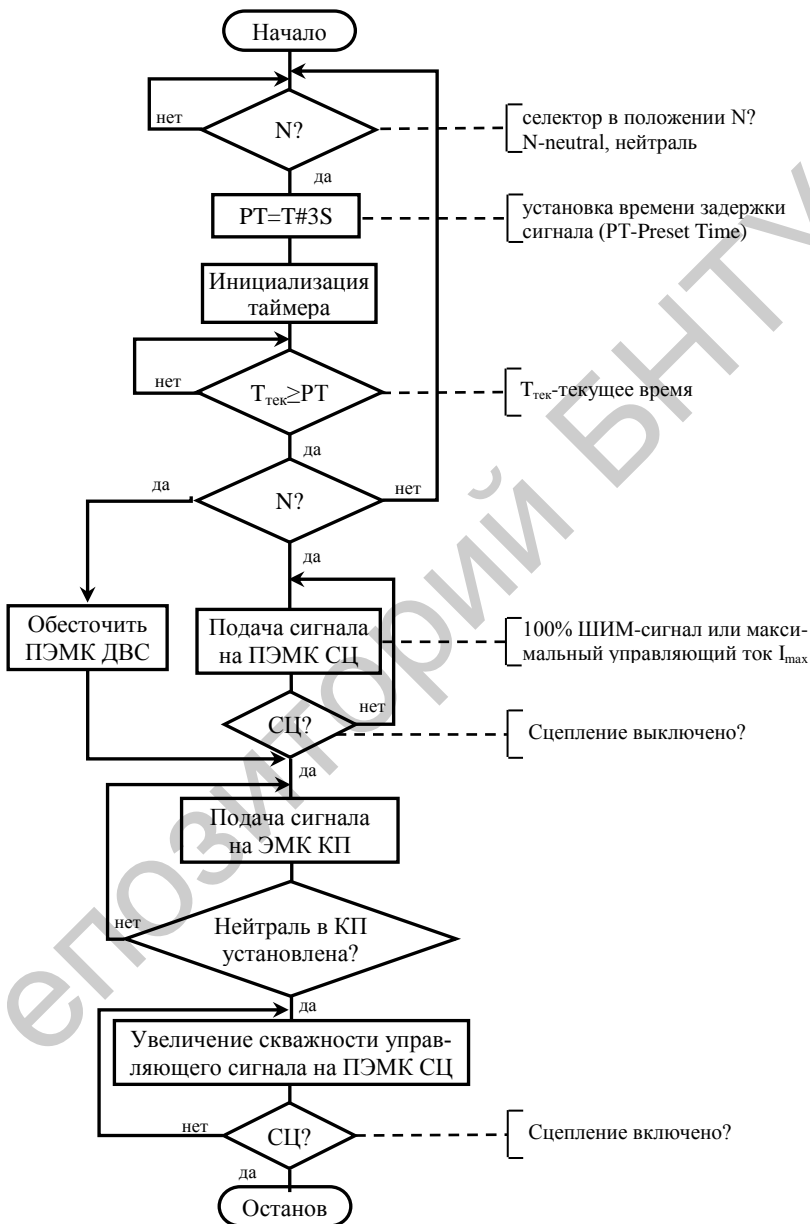 Начало
нет
N?
селектор в положении N?
N-neutral, нейтраль
да
PT=T#3S
установка времени задержки
сигнала (PT-Preset Time)
Инициализация
таймера
нет
Tтек≥PT
Tтек-текущее время
да
да
N?
нет
да
Обесточить
ПЭМК ДВС
Подача сигнала
на ПЭМК СЦ
100% ШИМ-сигнал или макси-
мальный управляющий ток Imax
СЦ?
нет
Сцепление выключено?
да
Подача сигнала
на ЭМК КП
нет
Нейтраль в КП
установлена?
да
Увеличение скважности управ-
ляющего сигнала на ПЭМК СЦ
нет
СЦ?
Сцепление включено?
да
Останов
епозиторий БНТУ